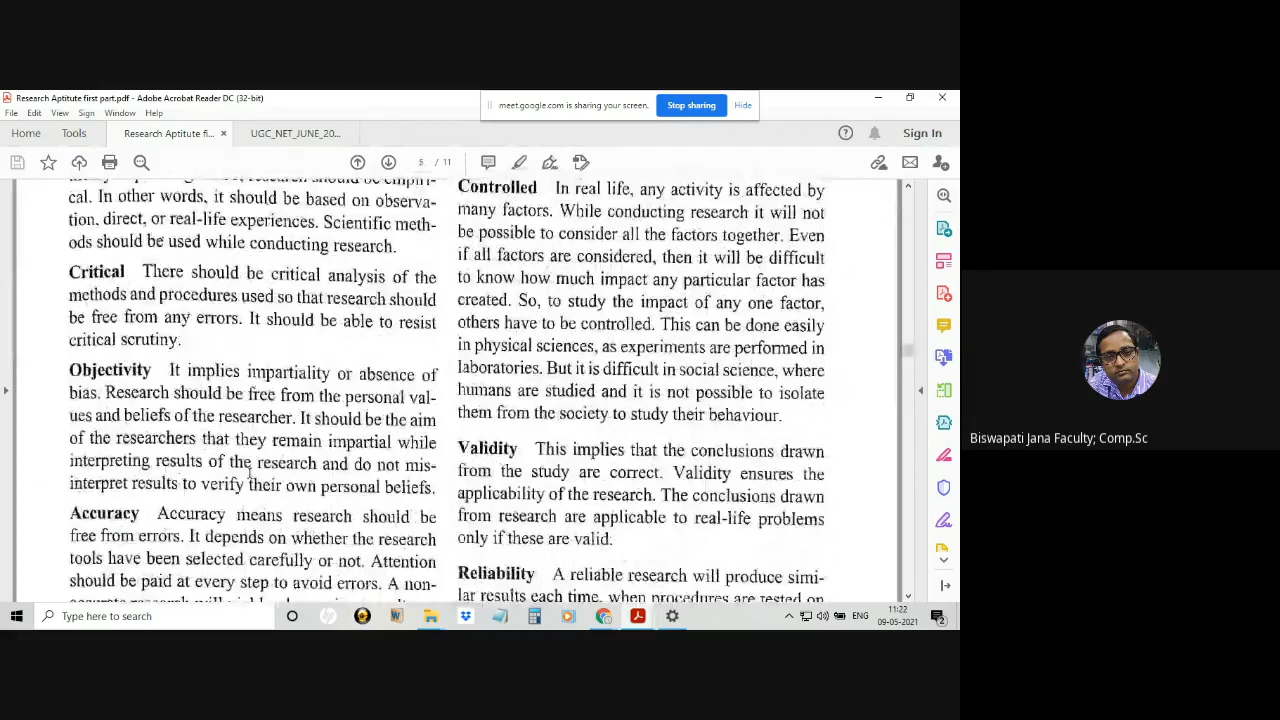 Research Aptitute first part.pdf - Adobe Acrobat Reader DC (32-bit)
meet.google.com is sharing your screen.
Stop sharing
Hide
File Edit View Sign Window Help
Home Tools Research Aptitute fi... × UGC_NET_JUNE_20... Sign In
5 / 11
cal. In other words, it should be based on observa-
tion, direct, or real-life experiences. Scientific meth-
ods should be used while conducting research.
Critical There should be critical analysis of the
methods and procedures used so that research should
be free from any errors. It should be able to resist
critical scrutiny.
Objectivity It implies impartiality or absence of
bias. Research should be free from the personal val-
ues and beliefs of the researcher. It should be the aim
of the researchers that they remain impartial while
interpreting results of the research and do not mis-
interpret results to verify their own personal beliefs.
Accuracy Accuracy means research should be
free from errors. It depends on whether the research
tools have been selected carefully or not. Attention
should be paid at every step to avoid errors. A non-
Controlled In real life, any activity is affected by
many factors. While conducting research it will not
be possible to consider all the factors together. Even
if all factors are considered, then it will be difficult
to know how much impact any particular factor has
created. So, to study the impact of any one factor,
others have to be controlled. This can be done easily
in physical sciences, as experiments are performed in
laboratories. But it is difficult in social science, where
humans are studied and it is not possible to isolate
them from the society to study their behaviour.
Validity This implies that the conclusions drawn
from the study are correct. Validity ensures the
applicability of the research. The conclusions drawn
from research are applicable to real-life problems
only if these are valid:
Reliability A reliable research will produce simi-
lar results each time, when procedures are tested on
Biswapati Jana Faculty; Comp.Sc
Type here to search
ENG
11:22
09-05-2021
2